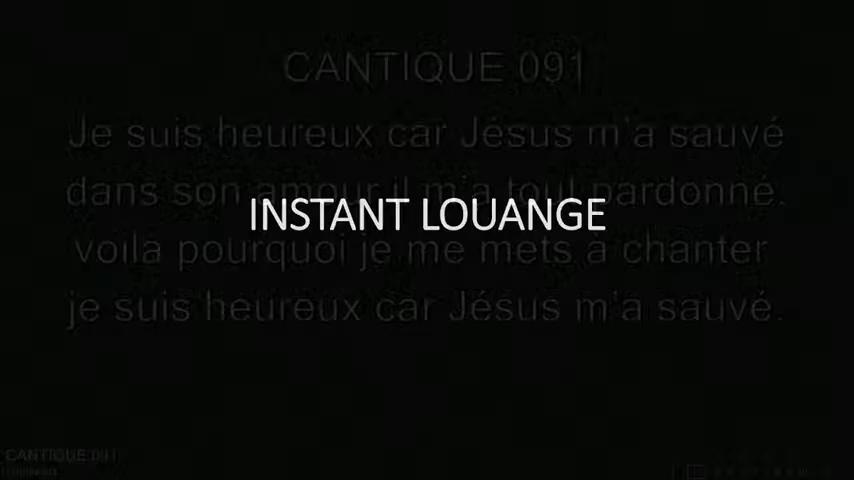 CANTIQUE 091
Je suis heureux car Jésus m'a sauvé
dans son amour il m'a tout pardonné.
INSTANT LOUANGE
voilà pourquoi je me mets à chanter
je suis heureux car Jésus m'a sauvé.
CANTIQUE 091